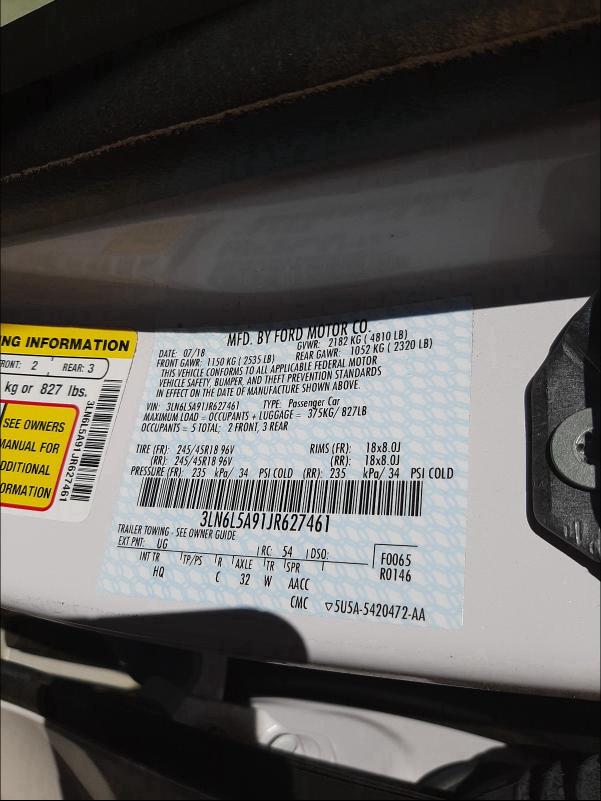 MFD. BY FORD MOTOR CO.
DATE: 07/18 GVWR: 2182 KG ( 4810 LB)
FRONT GAWR: 1150 KG ( 2535 LB) REAR GAWR: 1052 KG ( 2320 LB)
THIS VEHICLE CONFORMS TO ALL APPLICABLE FEDERAL MOTOR
VEHICLE SAFETY, BUMPER, AND THEFT PREVENTION STANDARDS
IN EFFECT ON THE DATE OF MANUFACTURE SHOWN ABOVE.
VIN: 3LN6L5A91JR627461 TYPE: Passenger Car
MAXIMUM LOAD = OCCUPANTS + LUGGAGE = 375KG/ 827LB
OCCUPANTS = 5 TOTAL; 2 FRONT, 3 REAR
TIRE (FR): 245/45R18 96V RIMS (FR): 18x8.0J
(RR): 245/45R18 96V (RR): 18x8.0J
PRESSURE (FR): 235 kPa/ 34 PSI COLD (RR): 235 kPa/ 34 PSI COLD
3LN6L5A91JR627461
TRAILER TOWING - SEE OWNER GUIDE
EXT PNT: UG RC: 54 DSO: F0065
INT TR TP/PS R AXLE TR SPR R0146
HQ C 32 W AACC
CMC ▽5U5A-5420472-AA
NG INFORMATION
RONT: 2 REAR: 3
kg or 827 lbs.
SEE OWNERS
MANUAL FOR
DDITIONAL
FORMATION
3LN6L5A91JR627461